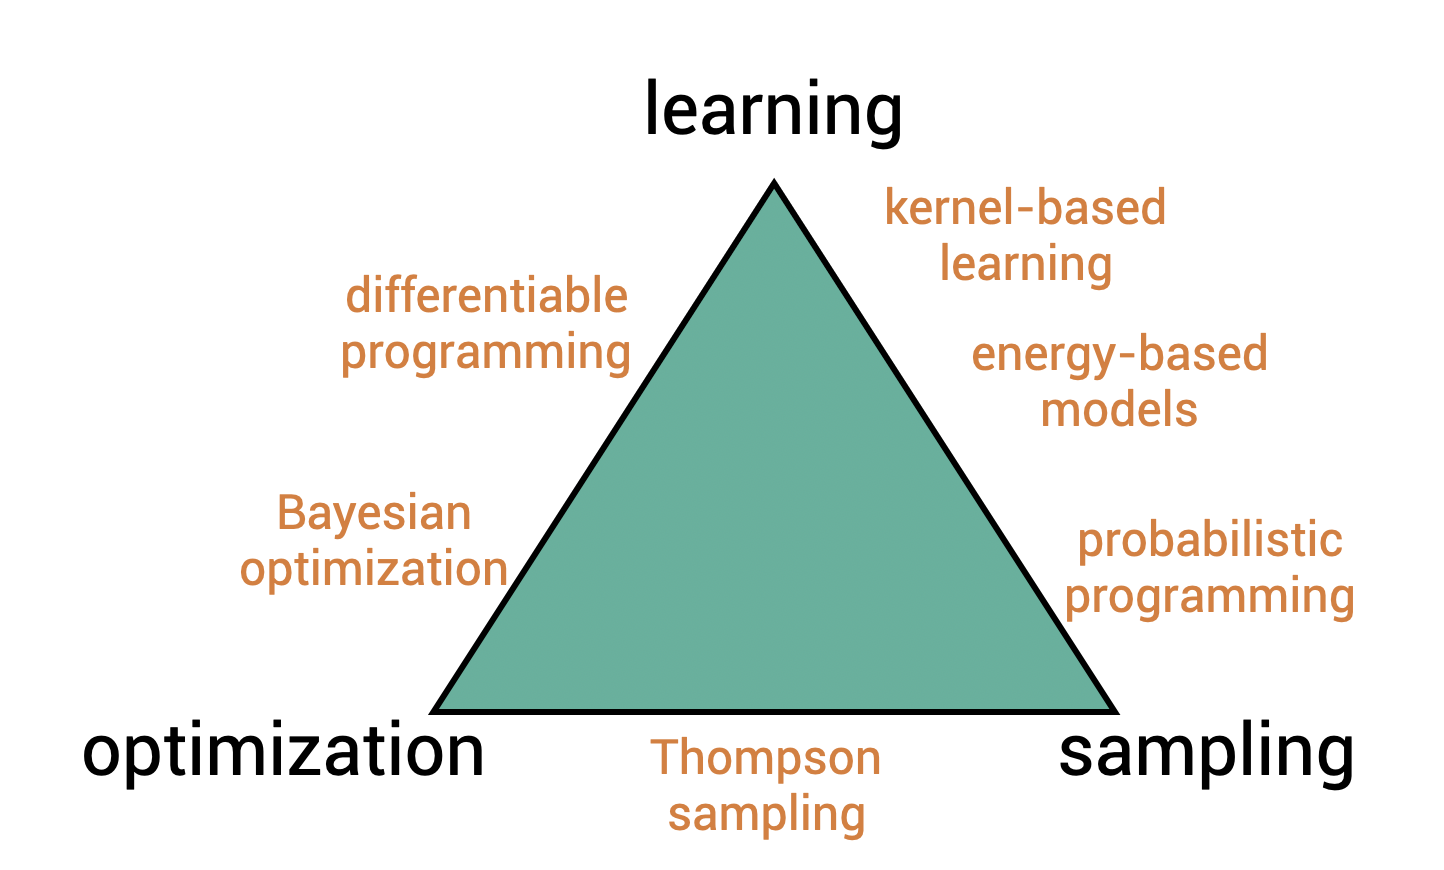 learning
kernel-based
learning
differentiable
programming
energy-based
models
Bayesian
optimization
probabilistic
programming
optimization
Thompson
sampling
sampling